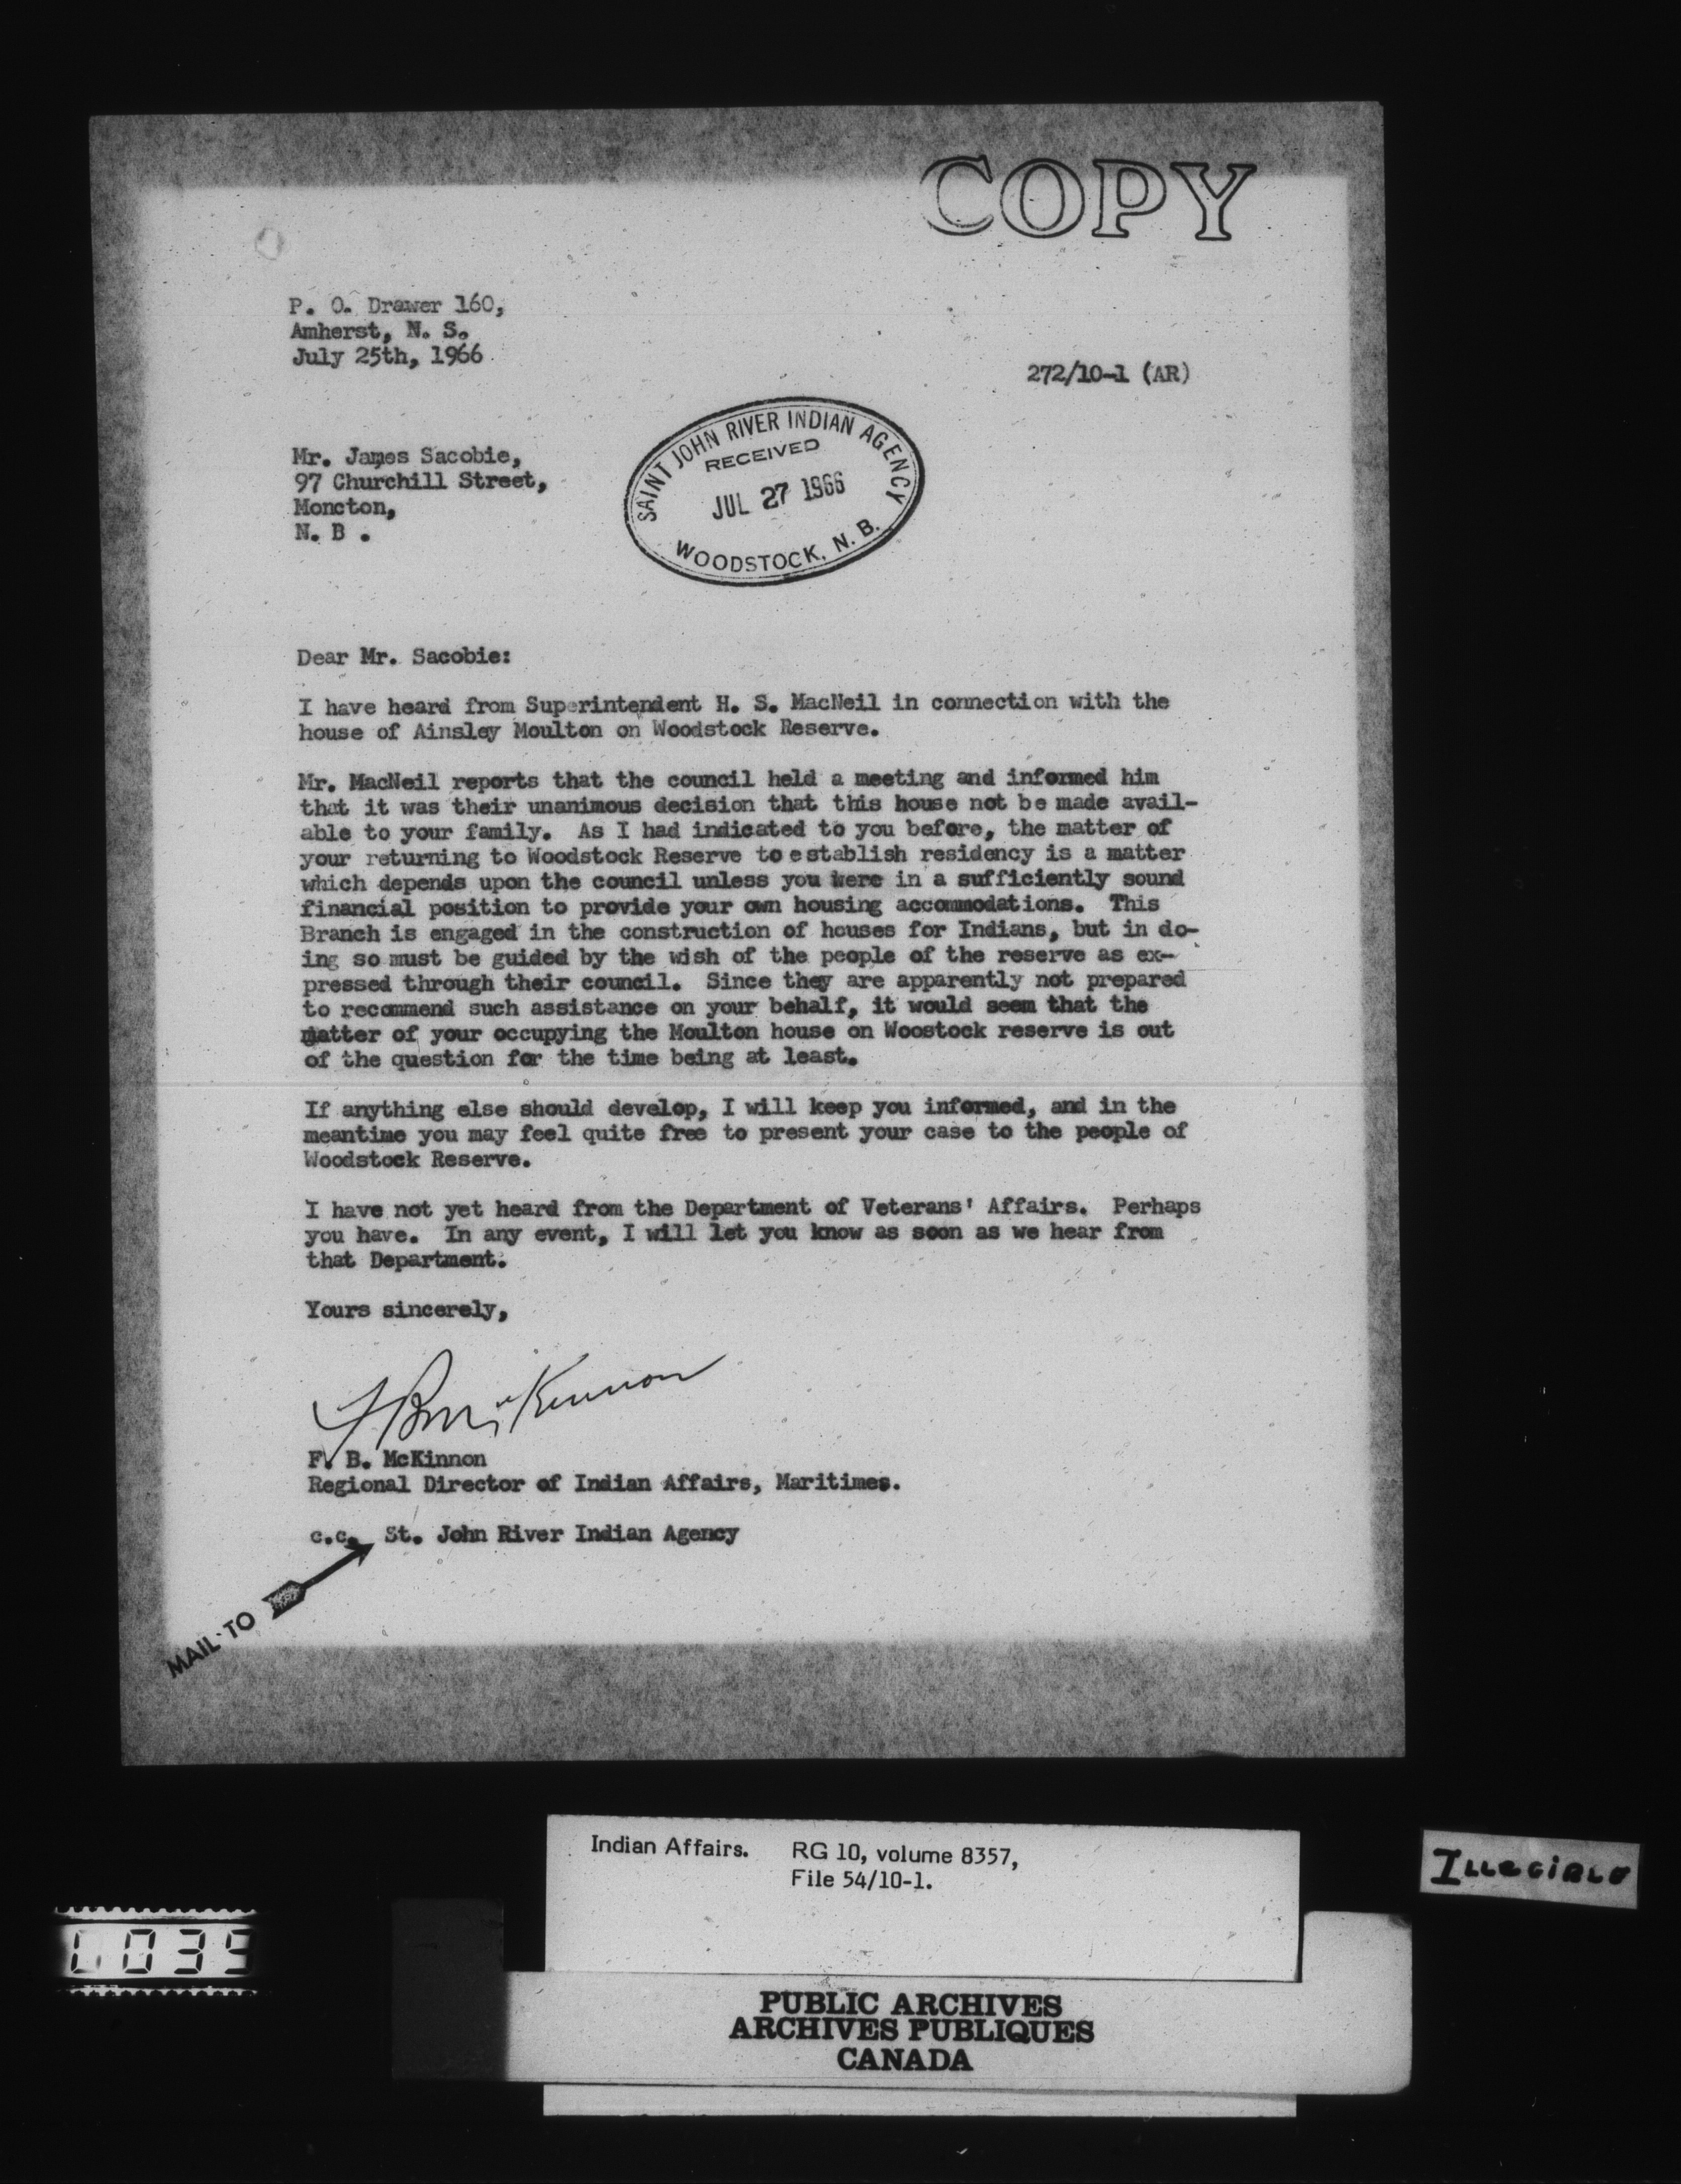 COPY
P. O. Drawer 160,
Amherst, N. S.
July 25th, 1966
272/10-1 (AR)
SAINT JOHN RIVER INDIAN AGENCY
RECEIVED
JUL 27 1966
WOODSTOCK, N. B.
Mr. James Sacobie,
97 Churchill Street,
Moncton,
N. B .
Dear Mr. Sacobie:
I have heard from Superintendent H. S. MacNeil in connection with the
house of Ainsley Moulton on Woodstock Reserve.
Mr. MacNeil reports that the council held a meeting and informed him
that it was their unanimous decision that this house not be made avail-
able to your family. As I had indicated to you before, the matter of
your returning to Woodstock Reserve to establish residency is a matter
which depends upon the council unless you were in a sufficiently sound
financial position to provide your own housing accommodations. This
Branch is engaged in the construction of houses for Indians, but in do-
ing so must be guided by the wish of the people of the reserve as ex-
pressed through their council. Since they are apparently not prepared
to recommend such assistance on your behalf, it would seem that the
matter of your occupying the Moulton house on Woostock reserve is out
of the question for the time being at least.
If anything else should develop, I will keep you informed, and in the
meantime you may feel quite free to present your case to the people of
Woodstock Reserve.
I have not yet heard from the Department of Veterans' Affairs. Perhaps
you have. In any event, I will let you know as soon as we hear from
that Department.
Yours sincerely,
F B McKinnon
F. B. McKinnon
Regional Director of Indian Affairs, Maritimes.
c.c. St. John River Indian Agency
MAIL TO
Indian Affairs. RG 10, volume 8357,
File 54/10-1.
Illegible
PUBLIC ARCHIVES
ARCHIVES PUBLIQUES
CANADA